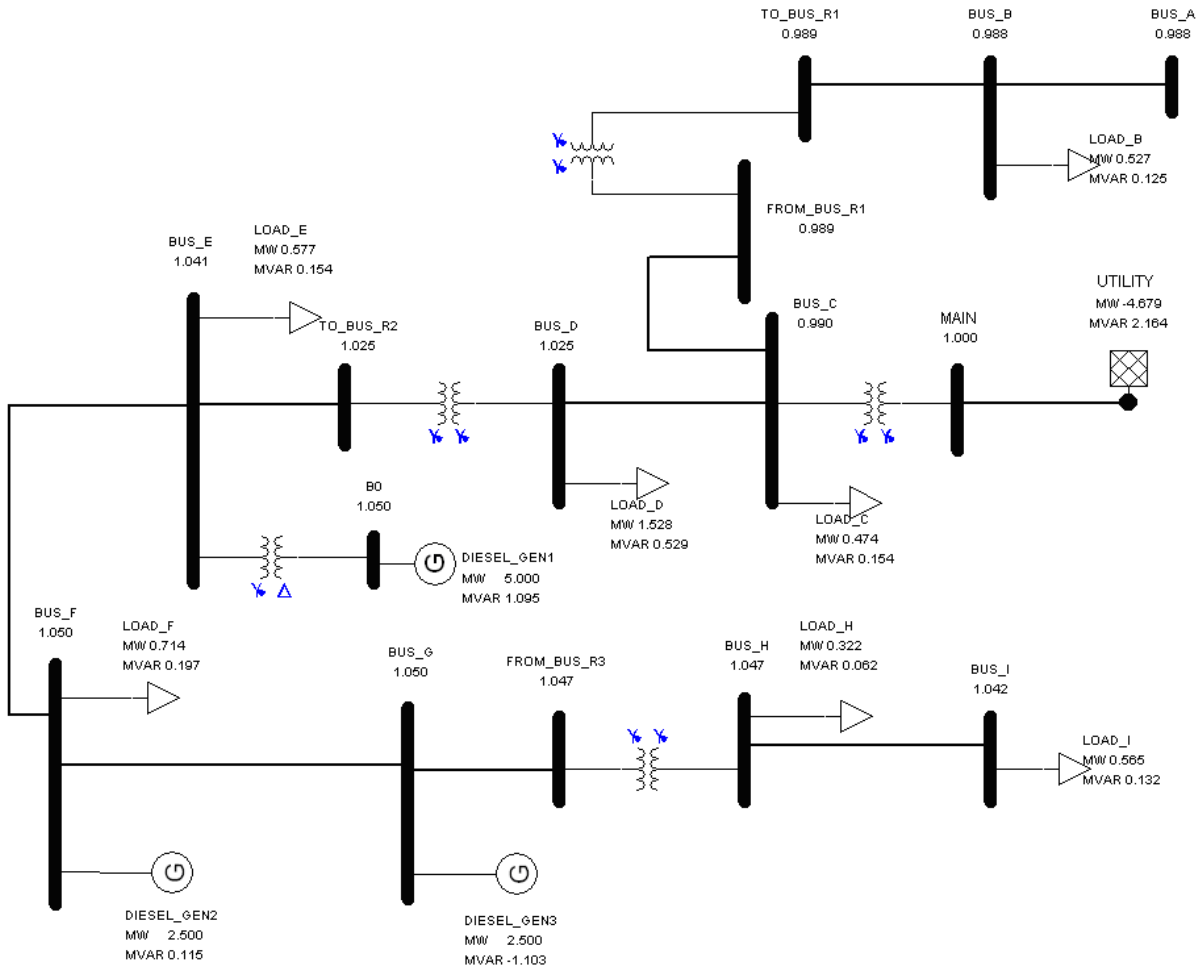 TO_BUS_R1
0.989
BUS_B
0.988
BUS_A
0.988
LOAD_B
MW 0.527
MVAR 0.125
FROM_BUS_R1
0.989
BUS_E
1.041
LOAD_E
MW 0.577
MVAR 0.154
TO_BUS_R2
1.025
BUS_D
1.025
BUS_C
0.990
MAIN
1.000
UTILITY
MW -4.679
MVAR 2.164
B0
1.050
DIESEL_GEN1
MW 5.000
MVAR 1.095
G
LOAD_D
MW 1.528
MVAR 0.529
LOAD_C
MW 0.474
MVAR 0.154
BUS_F
1.050
LOAD_F
MW 0.714
MVAR 0.197
BUS_G
1.050
FROM_BUS_R3
1.047
BUS_H
1.047
LOAD_H
MW 0.322
MVAR 0.062
BUS_I
1.042
LOAD_I
MW 0.565
MVAR 0.132
G
DIESEL_GEN2
MW 2.500
MVAR 0.115
G
DIESEL_GEN3
MW 2.500
MVAR -1.103